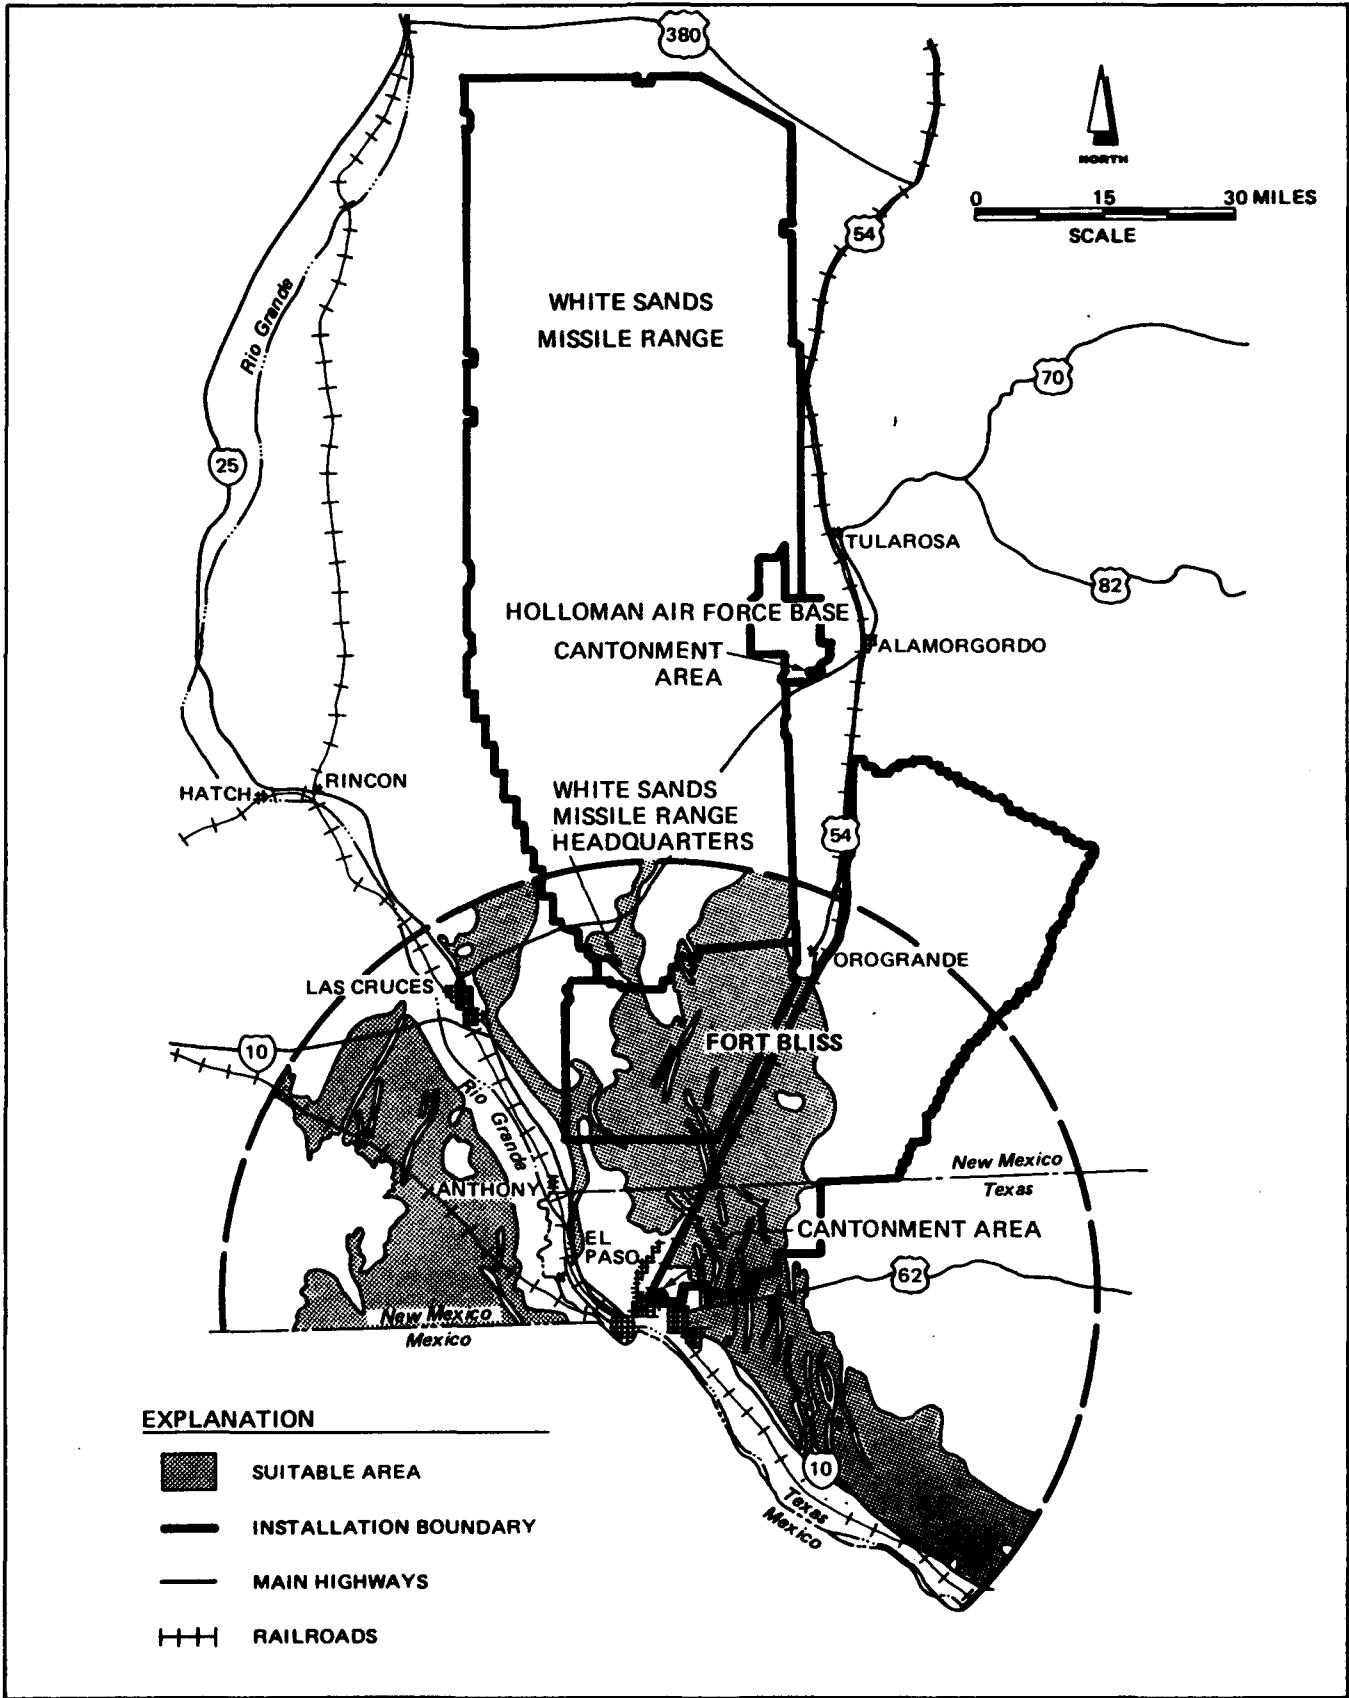 380
NORTH
0 15 30 MILES
SCALE
54
WHITE SANDS
MISSILE RANGE
Rio Grande
70
25
TULAROSA
82
HOLLOMAN AIR FORCE BASE
CANTONMENT
AREA
ALAMORGORDO
HATCH
RINCON
WHITE SANDS
MISSILE RANGE
HEADQUARTERS
54
LAS CRUCES
OROGRANDE
10
FORT BLISS
Rio Grande
ANTHONY
New Mexico
Texas
CANTONMENT AREA
EL
PASO
62
New Mexico
Mexico
10
Texas
Mexico
EXPLANATION
SUITABLE AREA
INSTALLATION BOUNDARY
MAIN HIGHWAYS
RAILROADS